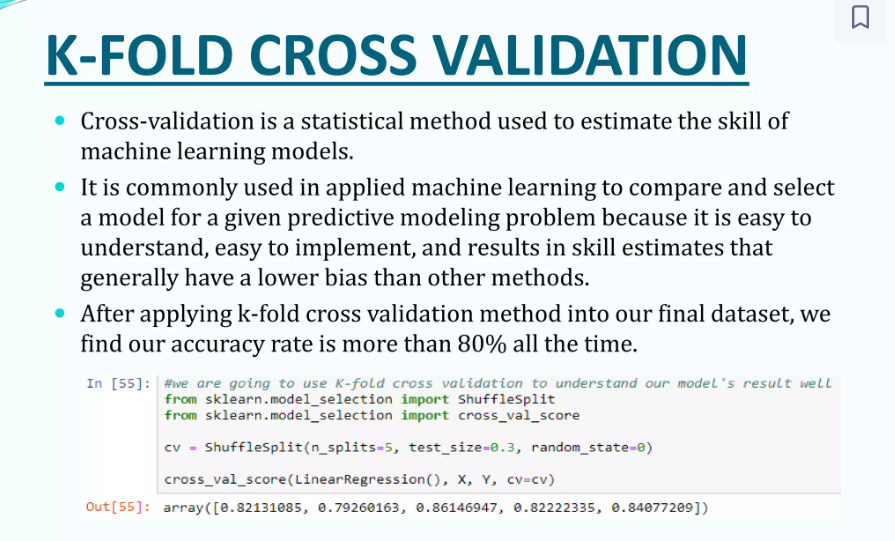 K-FOLD CROSS VALIDATION
Cross-validation is a statistical method used to estimate the skill of
machine learning models.
It is commonly used in applied machine learning to compare and select
a model for a given predictive modeling problem because it is easy to
understand, easy to implement, and results in skill estimates that
generally have a lower bias than other methods.
After applying k-fold cross validation method into our final dataset, we
find our accuracy rate is more than 80% all the time.
In [55]: #we are going to use K-fold cross validation to understand our model's result well
from sklearn.model_selection import ShuffleSplit
from sklearn.model_selection import cross_val_score
cv = ShuffleSplit(n_splits=5, test_size=0.3, random_state=0)
cross_val_score(LinearRegression(), X, Y, cv=cv)
Out[55]: array([0.82131085, 0.79260163, 0.86146947, 0.82222335, 0.84077209])